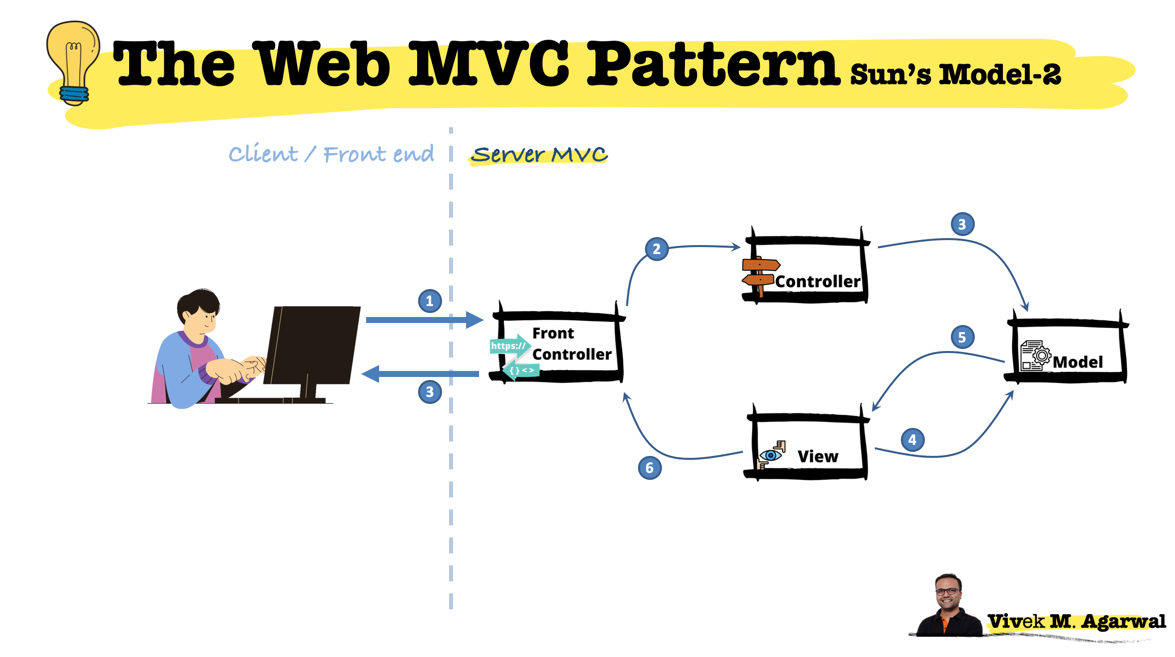 The Web MVC Pattern Sun's Model-2
Client / Front end
Server MVC
1
2
3
Controller
Front
Controller
https://
{}<>
3
5
Model
4
View
6
Vivek M. Agarwal